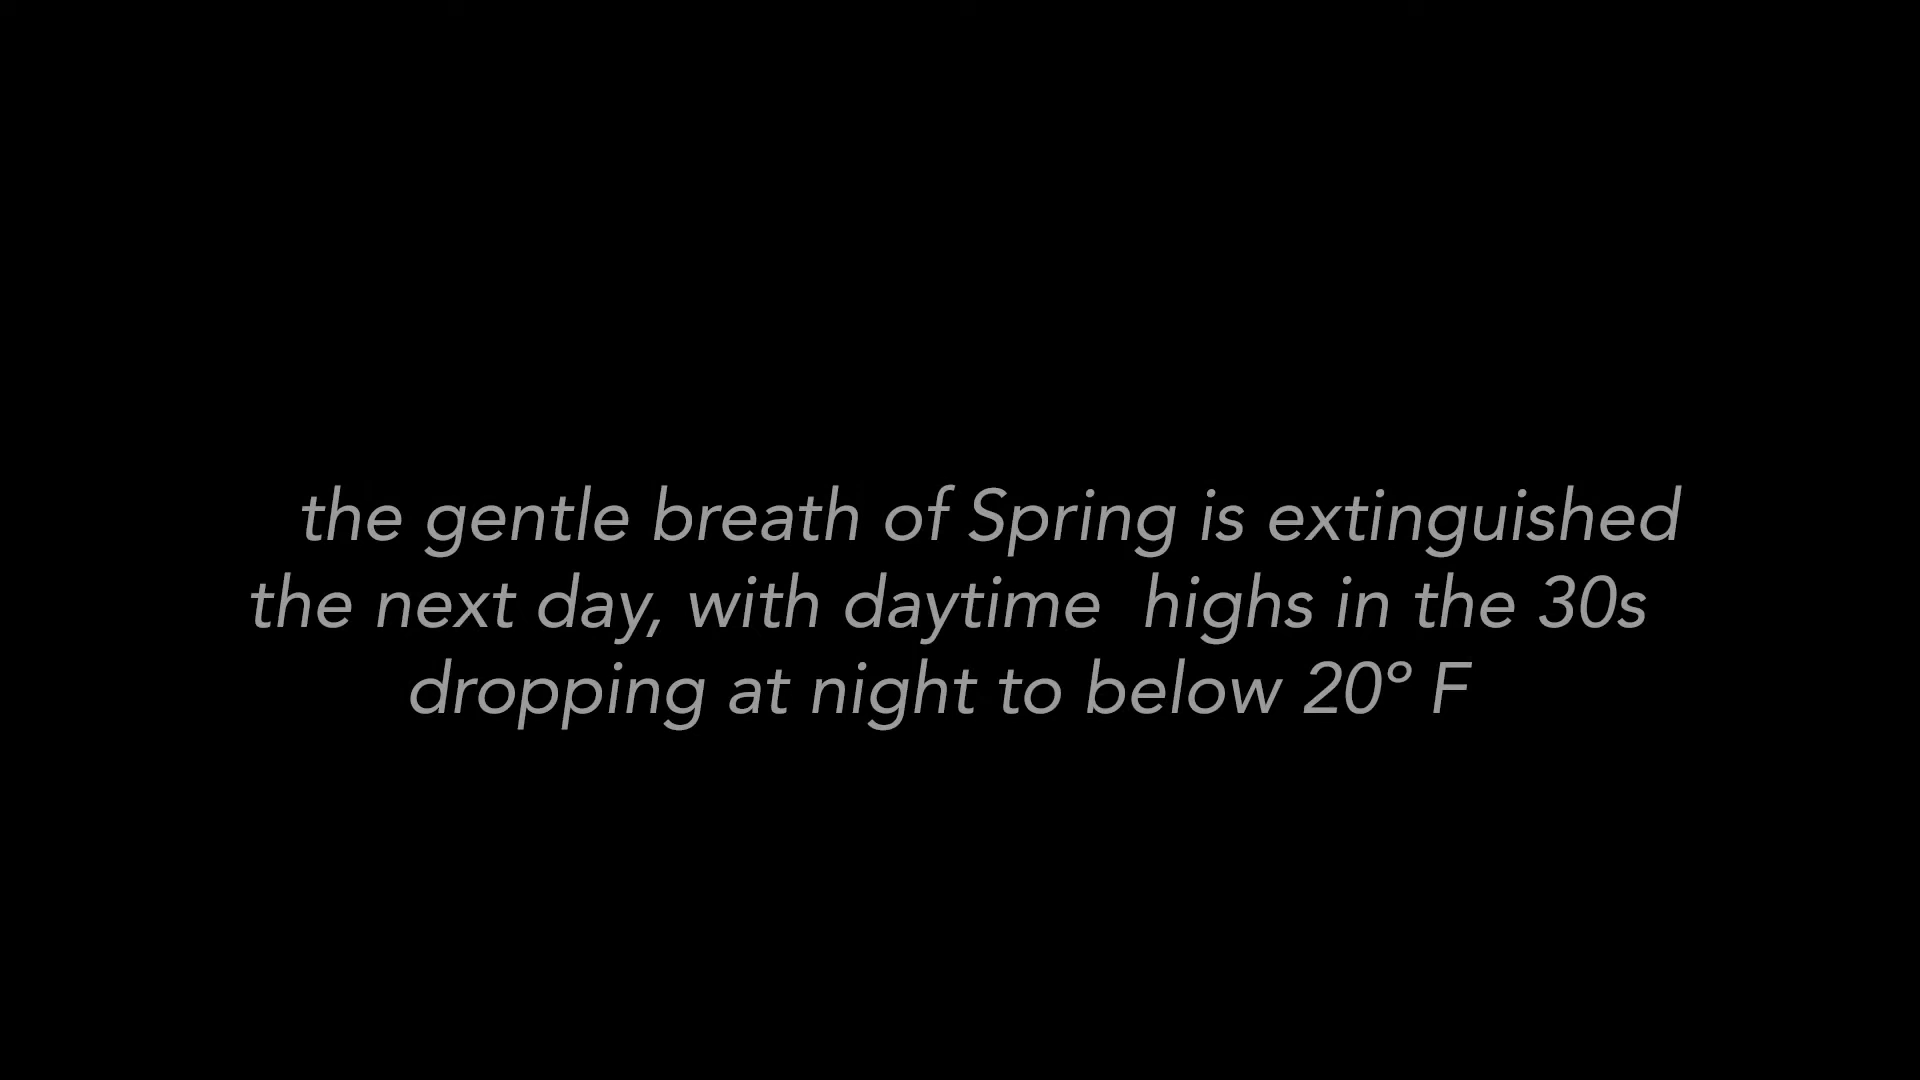 the gentle breath of Spring is extinguished
the next day, with daytime  highs in the 30s
dropping at night to below 20º F